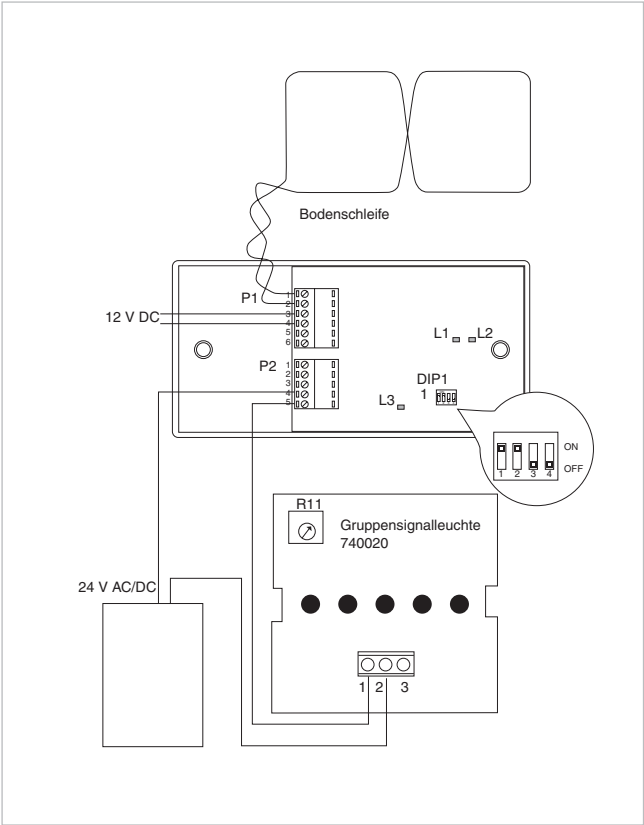 Bodenschleife
P1
1
2
3
4
5
6
12 V DC
L1 L2
P2
1
2
3
4
5
DIP1
1
L3
ON
OFF
1 2 3 4
R11
Gruppensignalleuchte
740020
24 V AC/DC
1 2 3